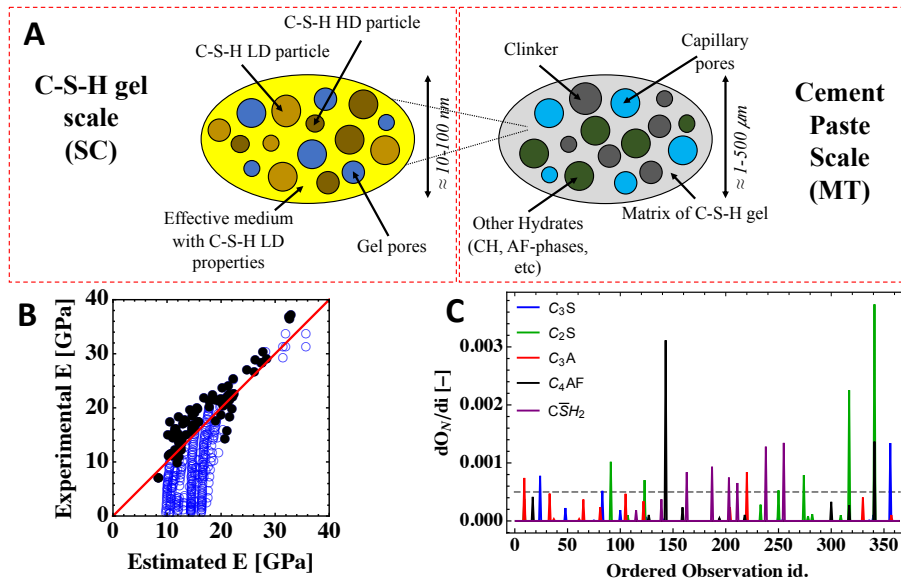 A
C-S-H gel
scale
(SC)
C-S-H HD particle
C-S-H LD particle
≈ 10-100 nm
Effective medium
with C-S-H LD
properties
Gel pores
Clinker
Capillary
pores
≈ 1-500 μm
Other Hydrates
(CH, AF-phases,
etc)
Matrix of C-S-H gel
Cement
Paste
Scale
(MT)
B
Experimental E [GPa]
40
30
20
10
0
0 10 20 30 40
Estimated E [GPa]
C
dO_N/di [−]
0.003
0.002
0.001
0.000
C₃S
C₂S
C₃A
C₄AF
CS̅H₂
0 50 100 150 200 250 300 350
Ordered Observation id.